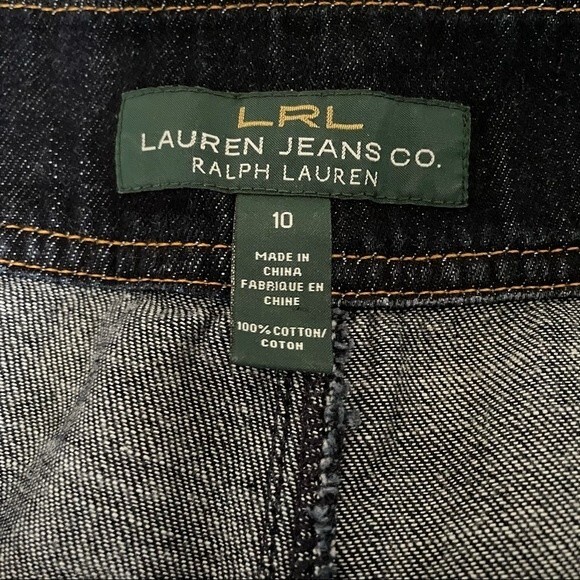 LRL
LAUREN JEANS CO.
RALPH LAUREN
10
MADE IN
CHINA
FABRIQUE EN
CHINE
100% COTTON/
COTON